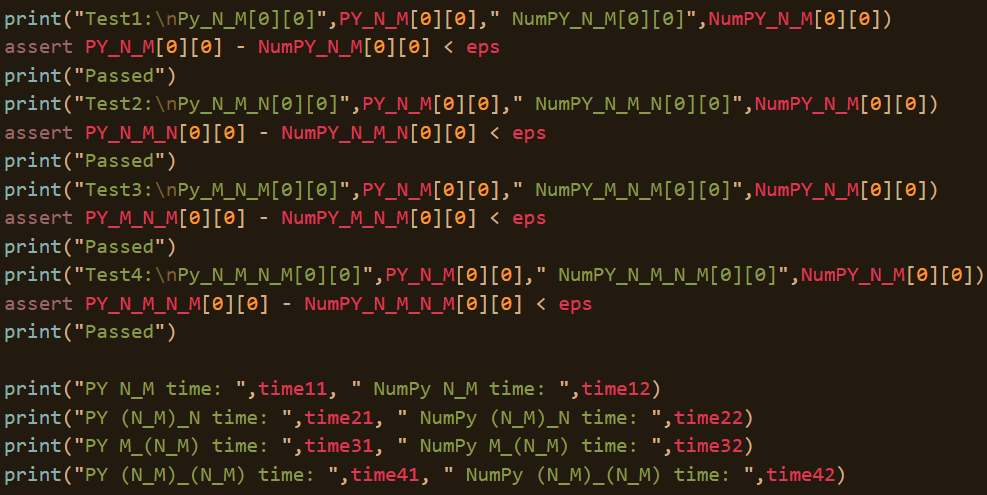 print("Test1:\nPy_N_M[0][0]",PY_N_M[0][0]," NumPY_N_M[0][0]",NumPY_N_M[0][0])
assert PY_N_M[0][0] - NumPY_N_M[0][0] < eps
print("Passed")
print("Test2:\nPy_N_M_N[0][0]",PY_N_M[0][0]," NumPY_N_M_N[0][0]",NumPY_N_M[0][0])
assert PY_N_M_N[0][0] - NumPY_N_M_N[0][0] < eps
print("Passed")
print("Test3:\nPy_M_N_M[0][0]",PY_N_M[0][0]," NumPY_M_N_M[0][0]",NumPY_N_M[0][0])
assert PY_M_N_M[0][0] - NumPY_M_N_M[0][0] < eps
print("Passed")
print("Test4:\nPy_N_M_N_M[0][0]",PY_N_M[0][0]," NumPY_N_M_N_M[0][0]",NumPY_N_M[0][0])
assert PY_N_M_N_M[0][0] - NumPY_N_M_N_M[0][0] < eps
print("Passed")
print("PY N_M time: ",time11, " NumPy N_M time: ",time12)
print("PY (N_M)_N time: ",time21, " NumPy (N_M)_N time: ",time22)
print("PY M_(N_M) time: ",time31, " NumPy M_(N_M) time: ",time32)
print("PY (N_M)_(N_M) time: ",time41, " NumPy (N_M)_(N_M) time: ",time42)